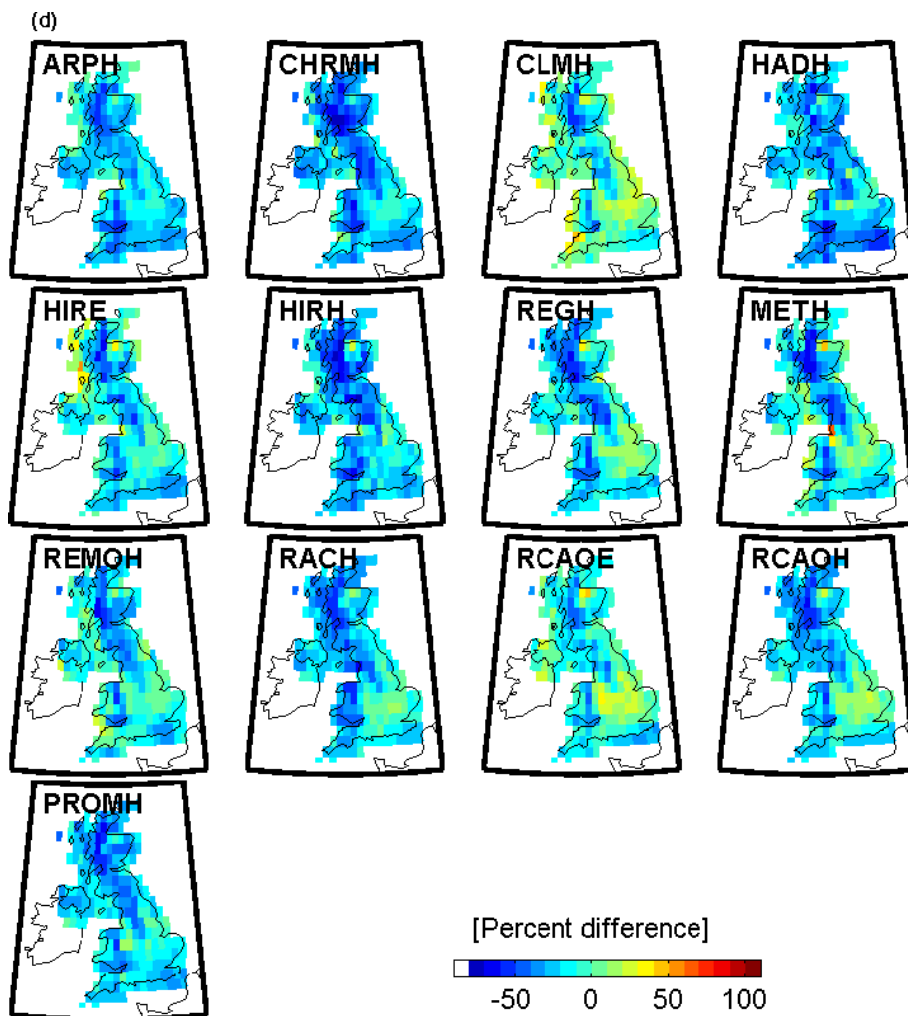 (d)
ARPH CHRMH CLMH HADH
HIRE HIRH REGH METH
REMOH RACH RCAOE RCAOH
PROMH
[Percent difference]
-50 0 50 100